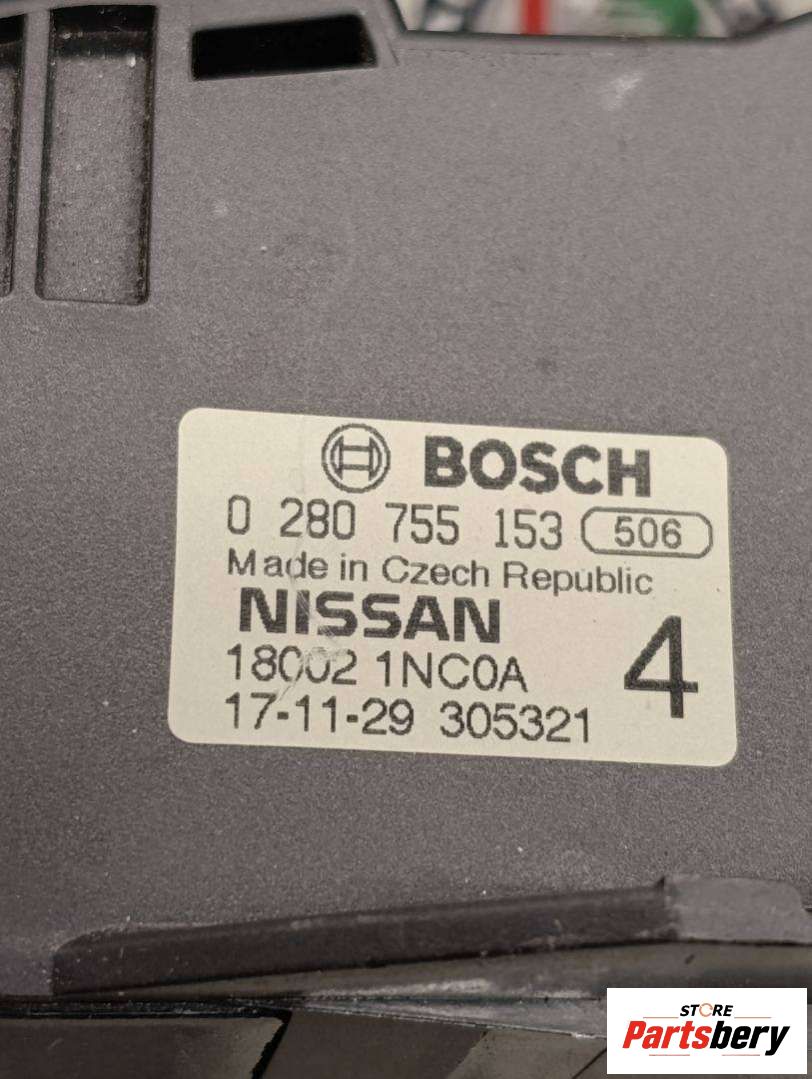 BOSCH
0 280 755 153 506
Made in Czech Republic
NISSAN
18002 1NC0A 4
17-11-29 305321
STORE
Partsbery